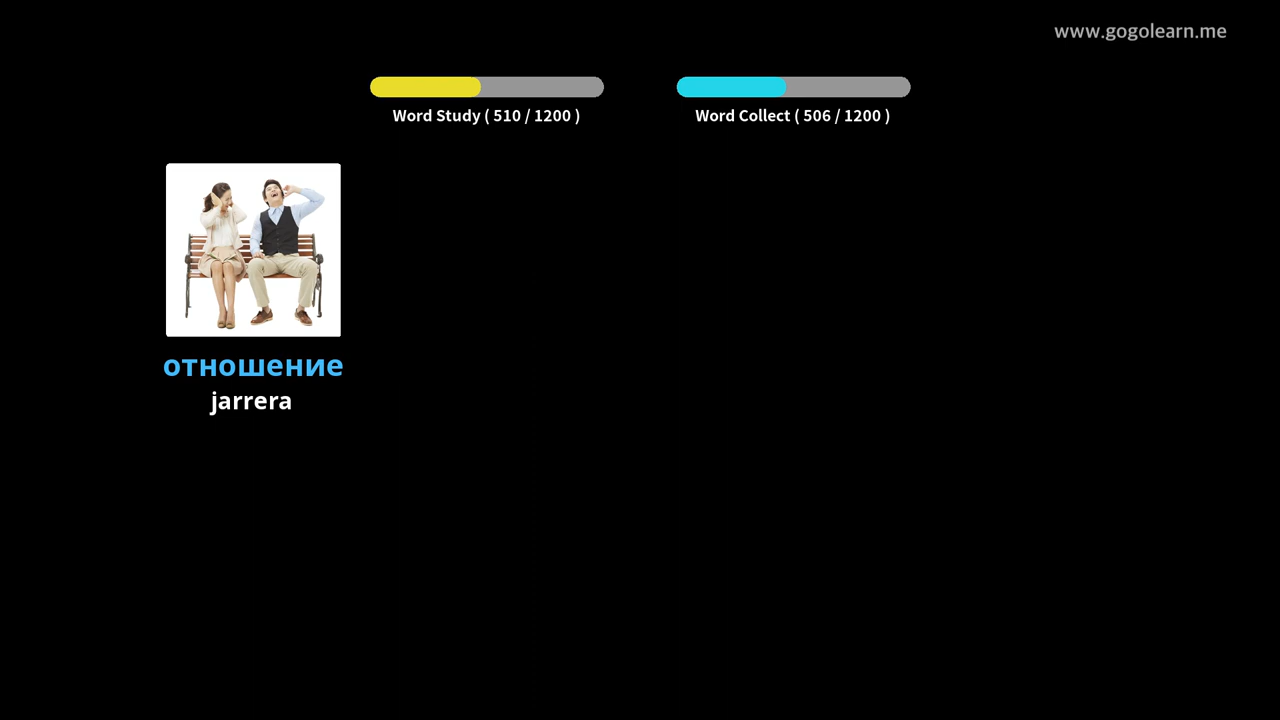 www.gogolearn.me
Word Study ( 510 / 1200 )
Word Collect ( 506 / 1200 )
отношение
jarrera